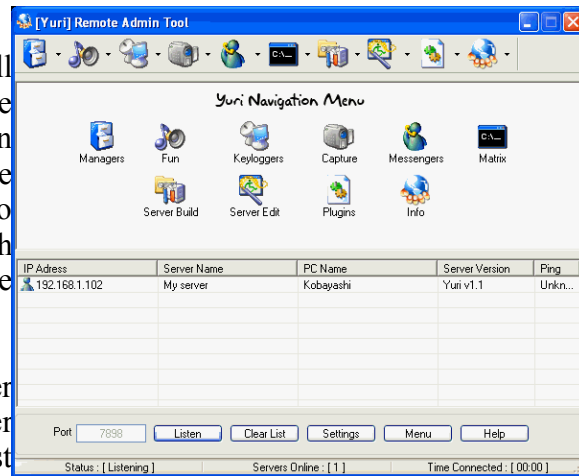 [Yuri] Remote Admin Tool
C:\_
Yuri Navigation Menu
Managers Fun Keyloggers Capture Messengers Matrix
C:\_
Server Build Server Edit Plugins Info
IP Adress Server Name PC Name Server Version Ping
192.168.1.102 My server Kobayashi Yuri v1.1 Unkn...
Port 7898 Listen Clear List Settings Menu Help
Status : [ Listening ] Servers Online : [ 1 ] Time Connected : [ 00:00 ]